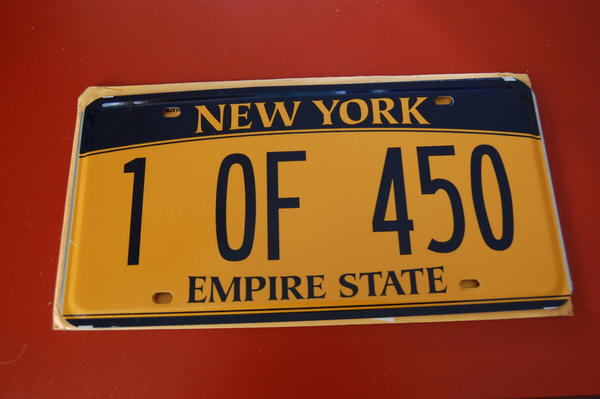 NEW YORK
1 OF 450
EMPIRE STATE